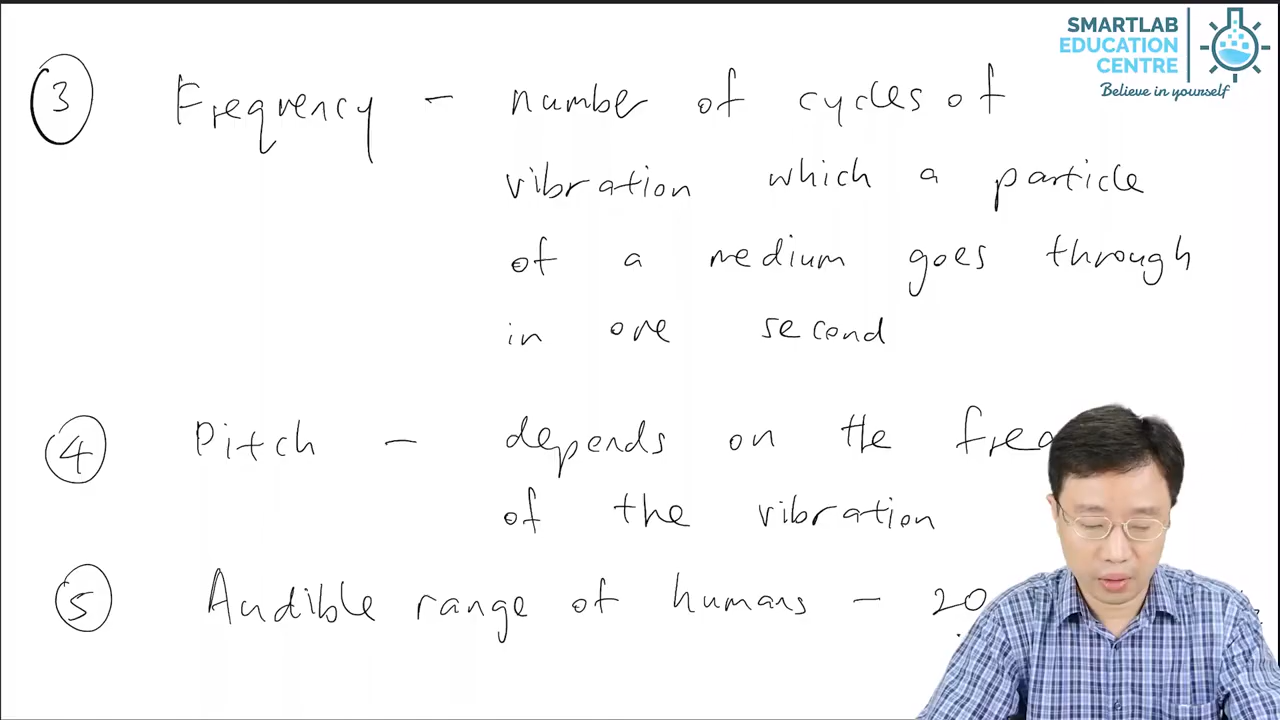 SMARTLAB
EDUCATION
CENTRE
Believe in yourself
3 Frequency - number of cycles of
vibration which a particle
of a medium goes through
in one second
4 Pitch - depends on the
of the vibration
5 Audible range of humans - 20